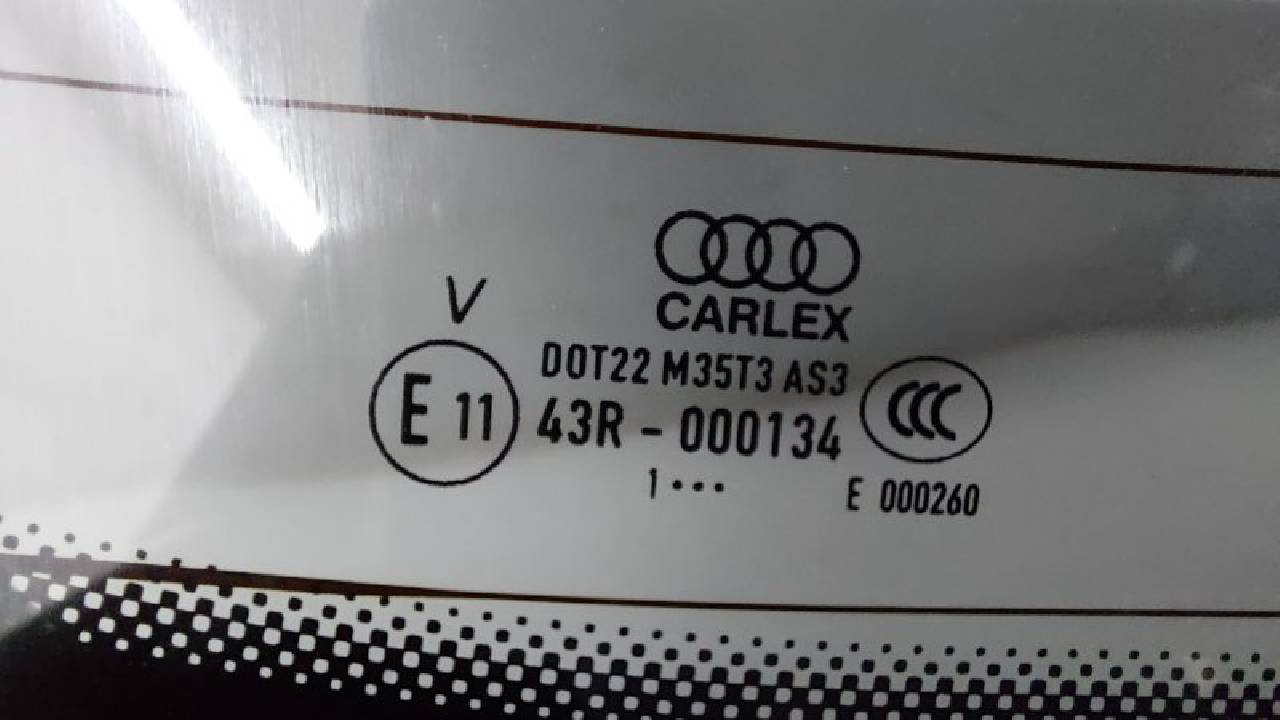 CARLEX
V
DOT22 M35T3 AS3
E 11 43R - 000134 CCC
1•••
E 000260